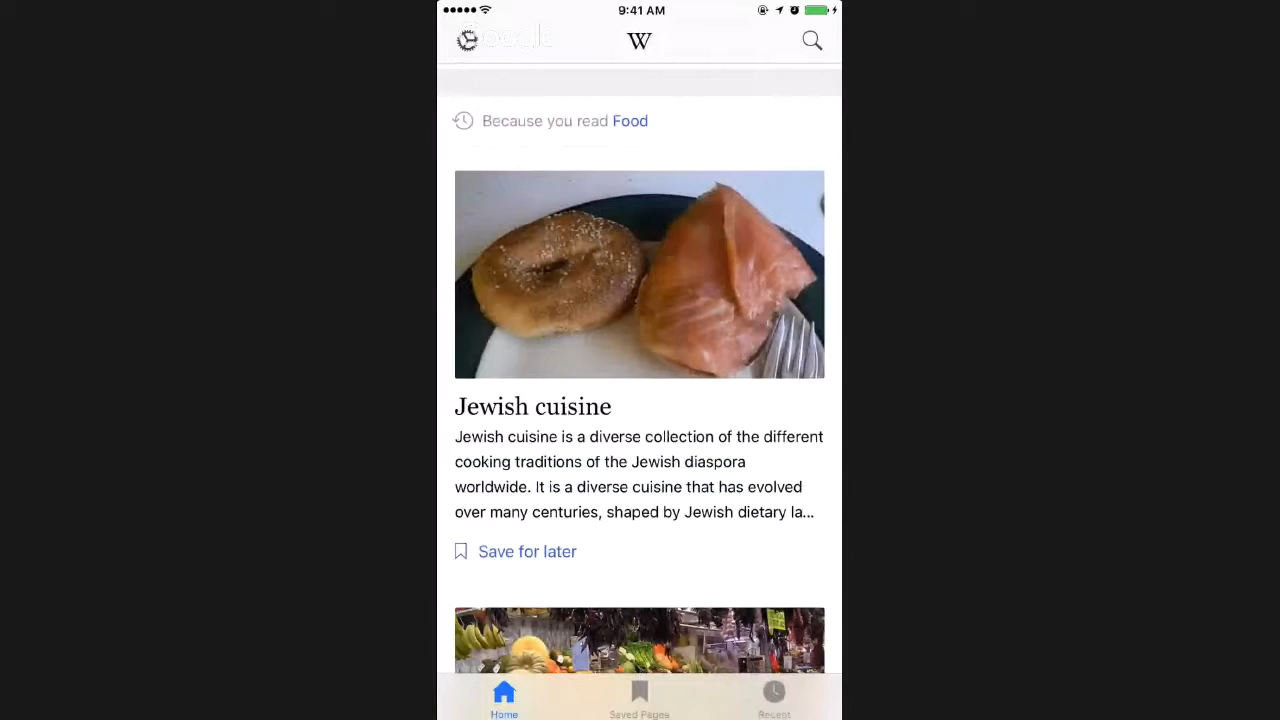 9:41 AM
W
Because you read Food
Jewish cuisine
Jewish cuisine is a diverse collection of the different
cooking traditions of the Jewish diaspora
worldwide. It is a diverse cuisine that has evolved
over many centuries, shaped by Jewish dietary la...
Save for later
Home
Saved Pages
Recent